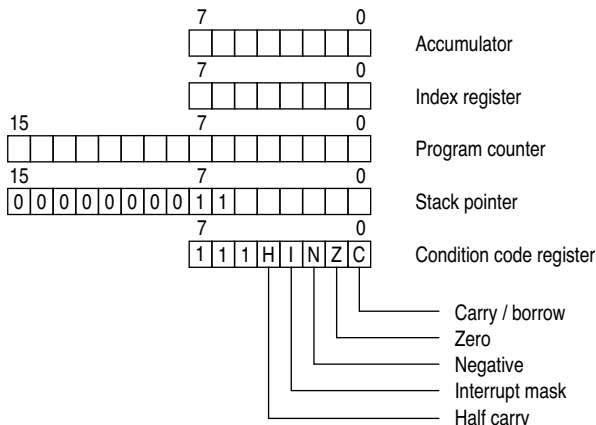 7 0
Accumulator
7 0
Index register
15 7 0
Program counter
15 7 0
0 0 0 0 0 0 0 0 1 1
Stack pointer
7 0
1 1 1 H I N Z C
Condition code register
Carry / borrow
Zero
Negative
Interrupt mask
Half carry